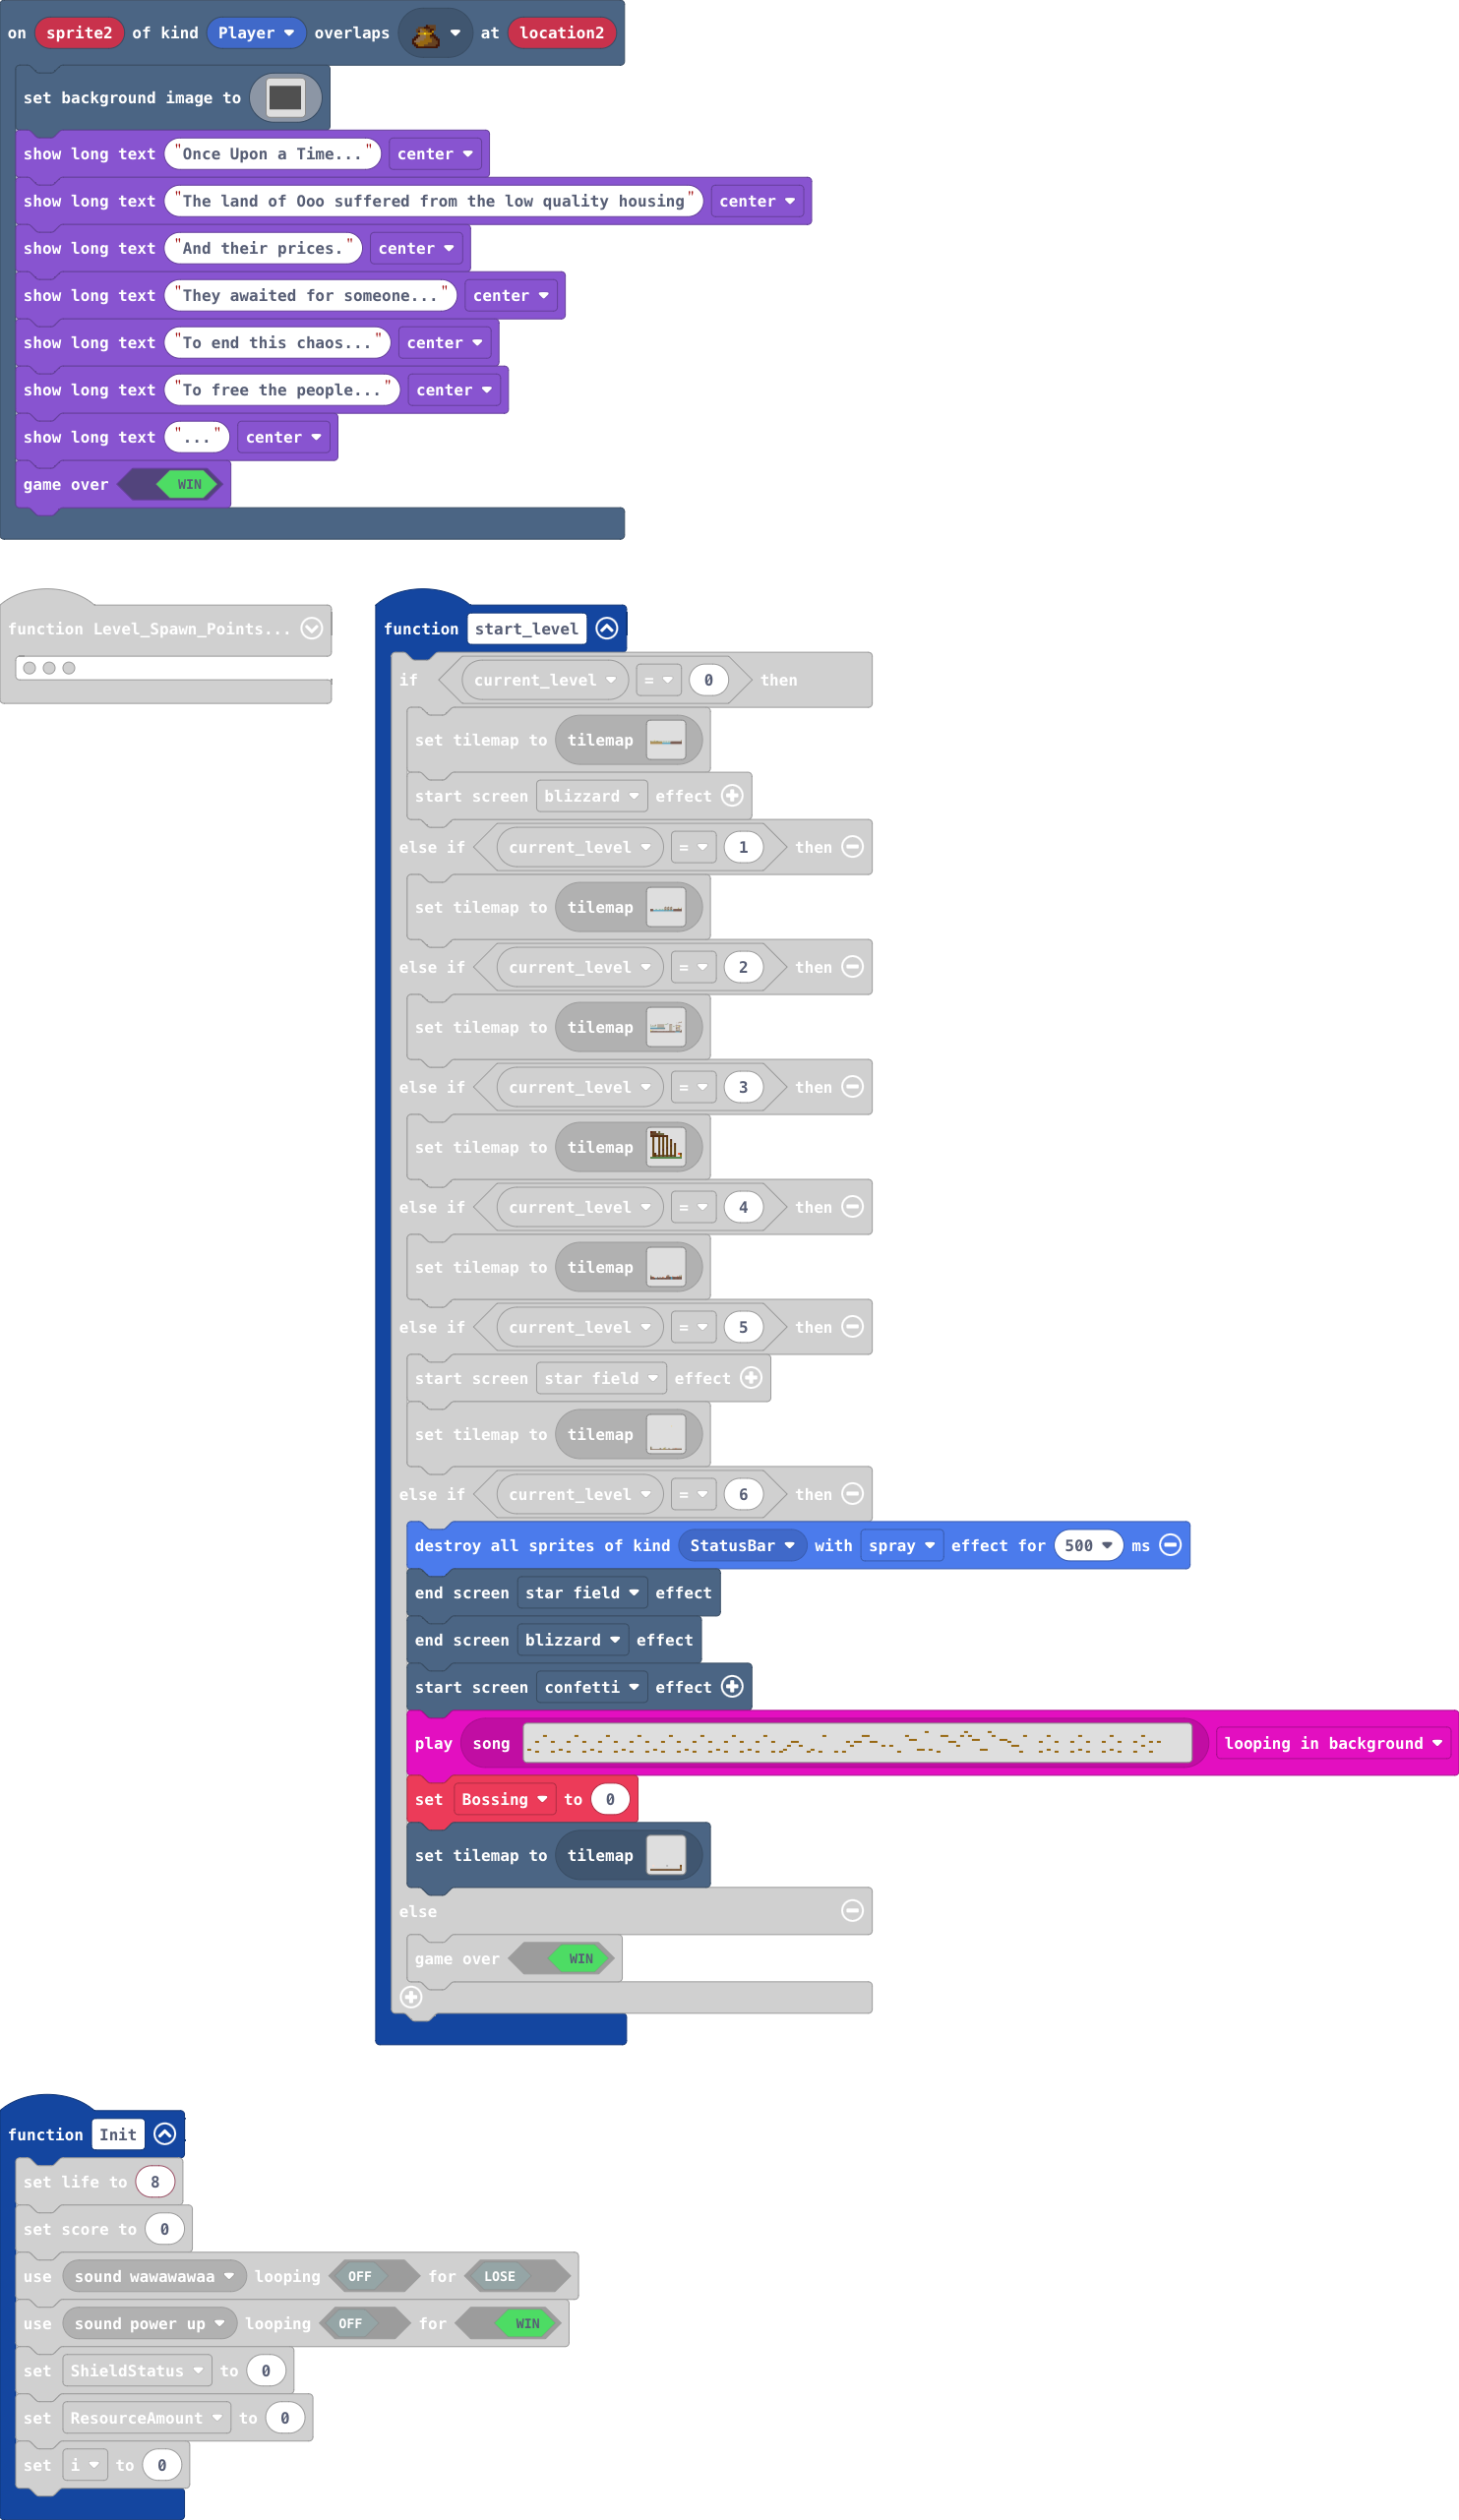 on sprite2 of kind Player overlaps at location2
set background image to
show long text "Once Upon a Time..." center
show long text "The land of Ooo suffered from the low quality housing" center
show long text "And their prices." center
show long text "They awaited for someone..." center
show long text "To end this chaos..." center
show long text "To free the people..." center
show long text "..." center
game over WIN
function Level_Spawn_Points...
function start_level
if current_level = 0 then
set tilemap to tilemap
start screen blizzard effect
else if current_level = 1 then
set tilemap to tilemap
else if current_level = 2 then
set tilemap to tilemap
else if current_level = 3 then
set tilemap to tilemap
else if current_level = 4 then
set tilemap to tilemap
else if current_level = 5 then
start screen star field effect
set tilemap to tilemap
else if current_level = 6 then
destroy all sprites of kind StatusBar with spray effect for 500 ms
end screen star field effect
end screen blizzard effect
start screen confetti effect
play song looping in background
set Bossing to 0
set tilemap to tilemap
else
game over WIN
function Init
set life to 8
set score to 0
use sound wawawawaa looping OFF for LOSE
use sound power up looping OFF for WIN
set ShieldStatus to 0
set ResourceAmount to 0
set i to 0